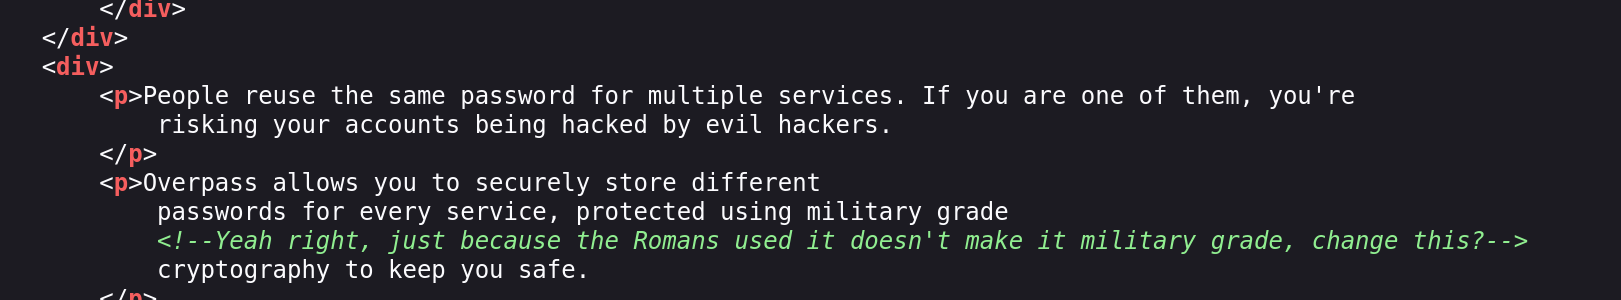 </div>
</div>
<div>
<p>People reuse the same password for multiple services. If you are one of them, you're
risking your accounts being hacked by evil hackers.
</p>
<p>Overpass allows you to securely store different
passwords for every service, protected using military grade
<!--Yeah right, just because the Romans used it doesn't make it military grade, change this?-->
cryptography to keep you safe.
</p>